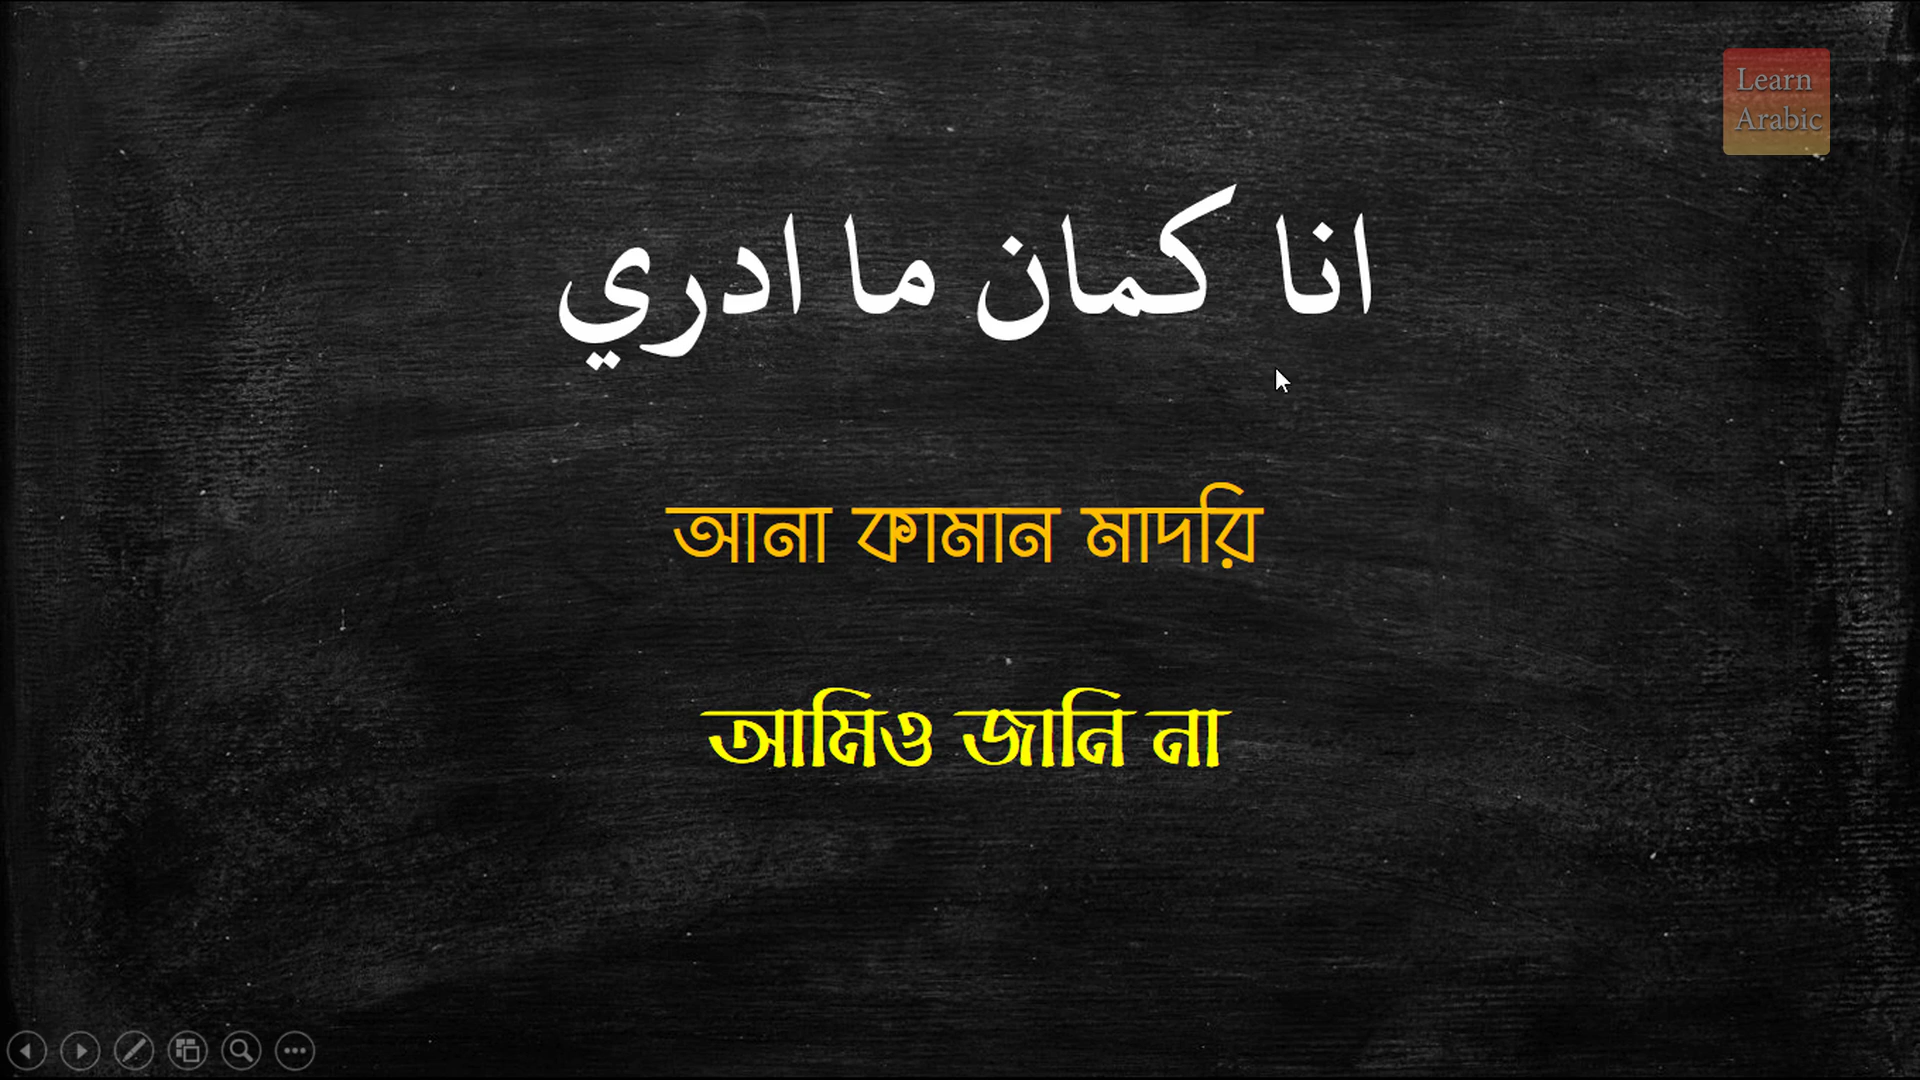 Learn
Arabic
انا كمان ما ادري
আনা কামান মাদরি
আমিও জানি না